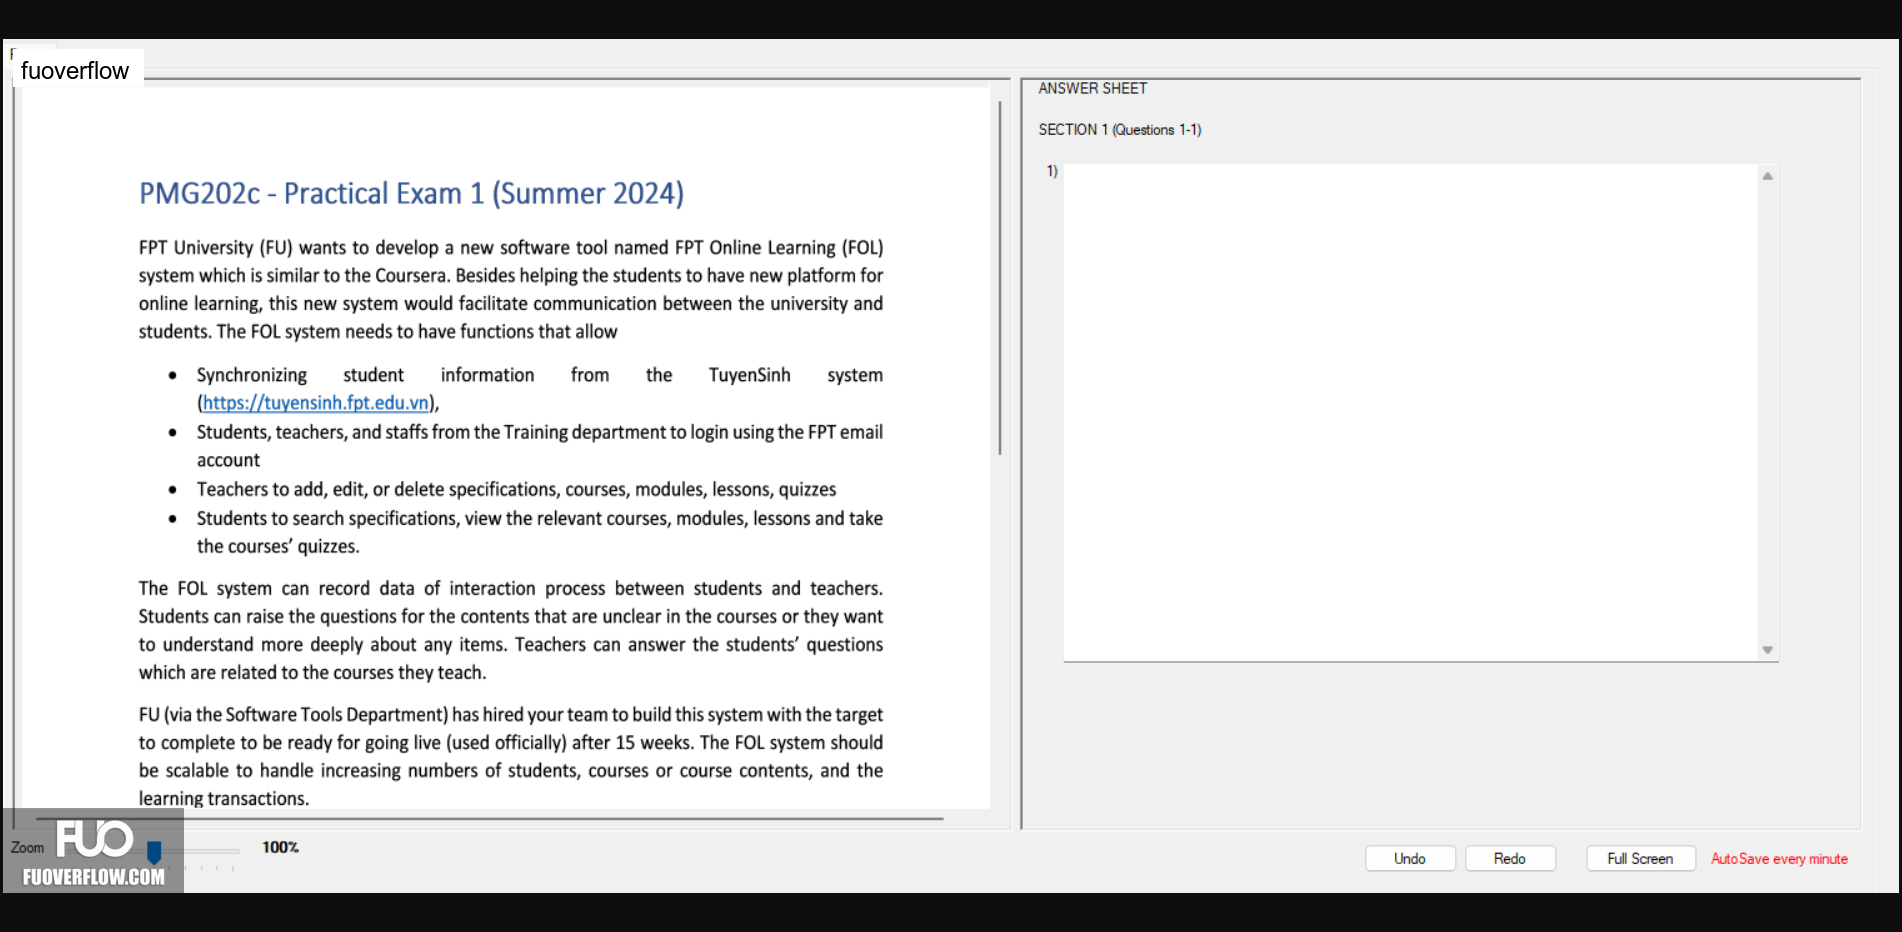 fuoverflow
PMG202c - Practical Exam 1 (Summer 2024)
FPT University (FU) wants to develop a new software tool named FPT Online Learning (FOL)
system which is similar to the Coursera. Besides helping the students to have new platform for
online learning, this new system would facilitate communication between the university and
students. The FOL system needs to have functions that allow
• Synchronizing student information from the TuyenSinh system
(https://tuyensinh.fpt.edu.vn),
• Students, teachers, and staffs from the Training department to login using the FPT email
account
• Teachers to add, edit, or delete specifications, courses, modules, lessons, quizzes
• Students to search specifications, view the relevant courses, modules, lessons and take
the courses’ quizzes.
The FOL system can record data of interaction process between students and teachers.
Students can raise the questions for the contents that are unclear in the courses or they want
to understand more deeply about any items. Teachers can answer the students’ questions
which are related to the courses they teach.
FU (via the Software Tools Department) has hired your team to build this system with the target
to complete to be ready for going live (used officially) after 15 weeks. The FOL system should
be scalable to handle increasing numbers of students, courses or course contents, and the
learning transactions.
Zoom
FUO
FUOVERFLOW.COM
100%
ANSWER SHEET
SECTION 1 (Questions 1-1)
1)
Undo
Redo
Full Screen
AutoSave every minute